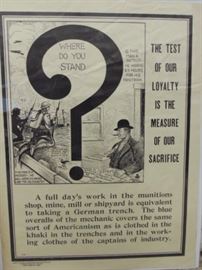 WHERE DO YOU STAND
THE TEST
OF OUR
LOYALTY
IS THE
MEASURE
OF OUR
SACRIFICE
A full day's work in the munitions
shop, mine, mill or shipyard is equivalent
to taking a German trench. The blue
overalls of the mechanic covers the same
sort of Americanism as is clothed in the
khaki in the trenches and in the work-
ing clothes of the captains of industry.